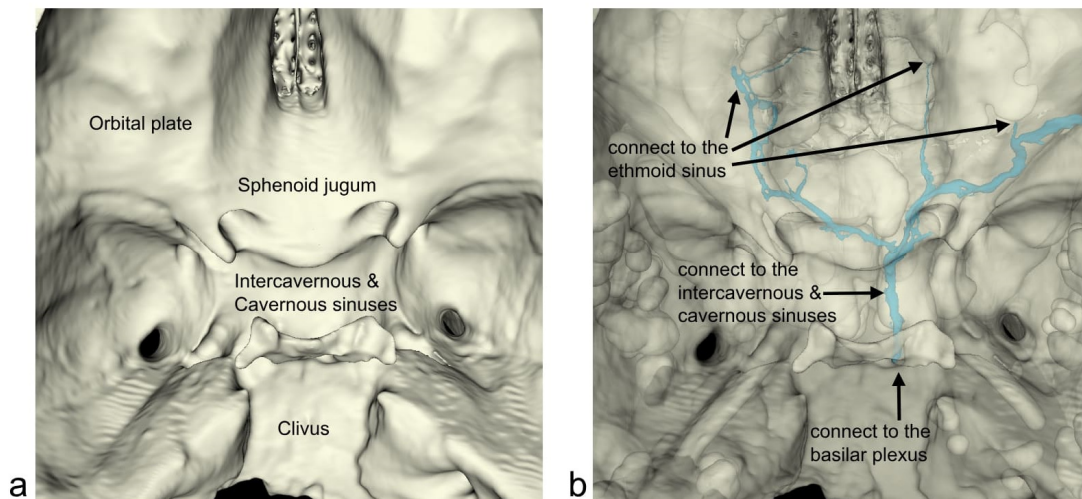 Orbital plate
Sphenoid jugum
Intercavernous &
Cavernous sinuses
Clivus
a
connect to the
ethmoid sinus
connect to the
intercavernous &
cavernous sinuses
connect to the
basilar plexus
b